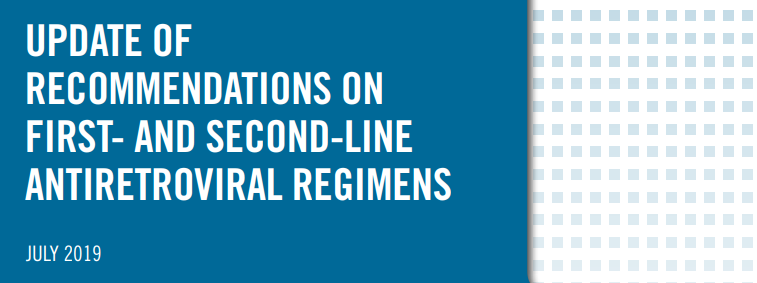 UPDATE OF
RECOMMENDATIONS ON
FIRST- AND SECOND-LINE
ANTIRETROVIRAL REGIMENS
JULY 2019